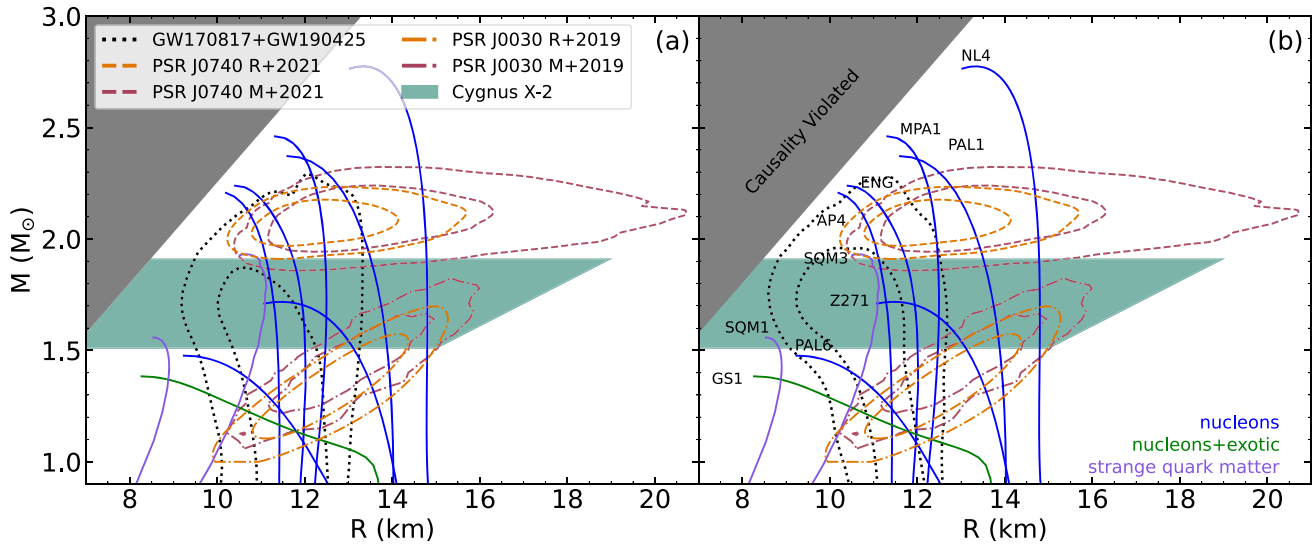 3.0
2.5
2.0
1.5
1.0
M (M⊙)
GW170817+GW190425
PSR J0740 R+2021
PSR J0740 M+2021
PSR J0030 R+2019
PSR J0030 M+2019
Cygnus X-2
(a)
8 10 12 14 16 18 20
R (km)
(b)
Causality Violated
NL4
MPA1
PAL1
ENG
AP4
SQM3
Z271
SQM1
PAL6
GS1
nucleons
nucleons+exotic
strange quark matter
8 10 12 14 16 18 20
R (km)